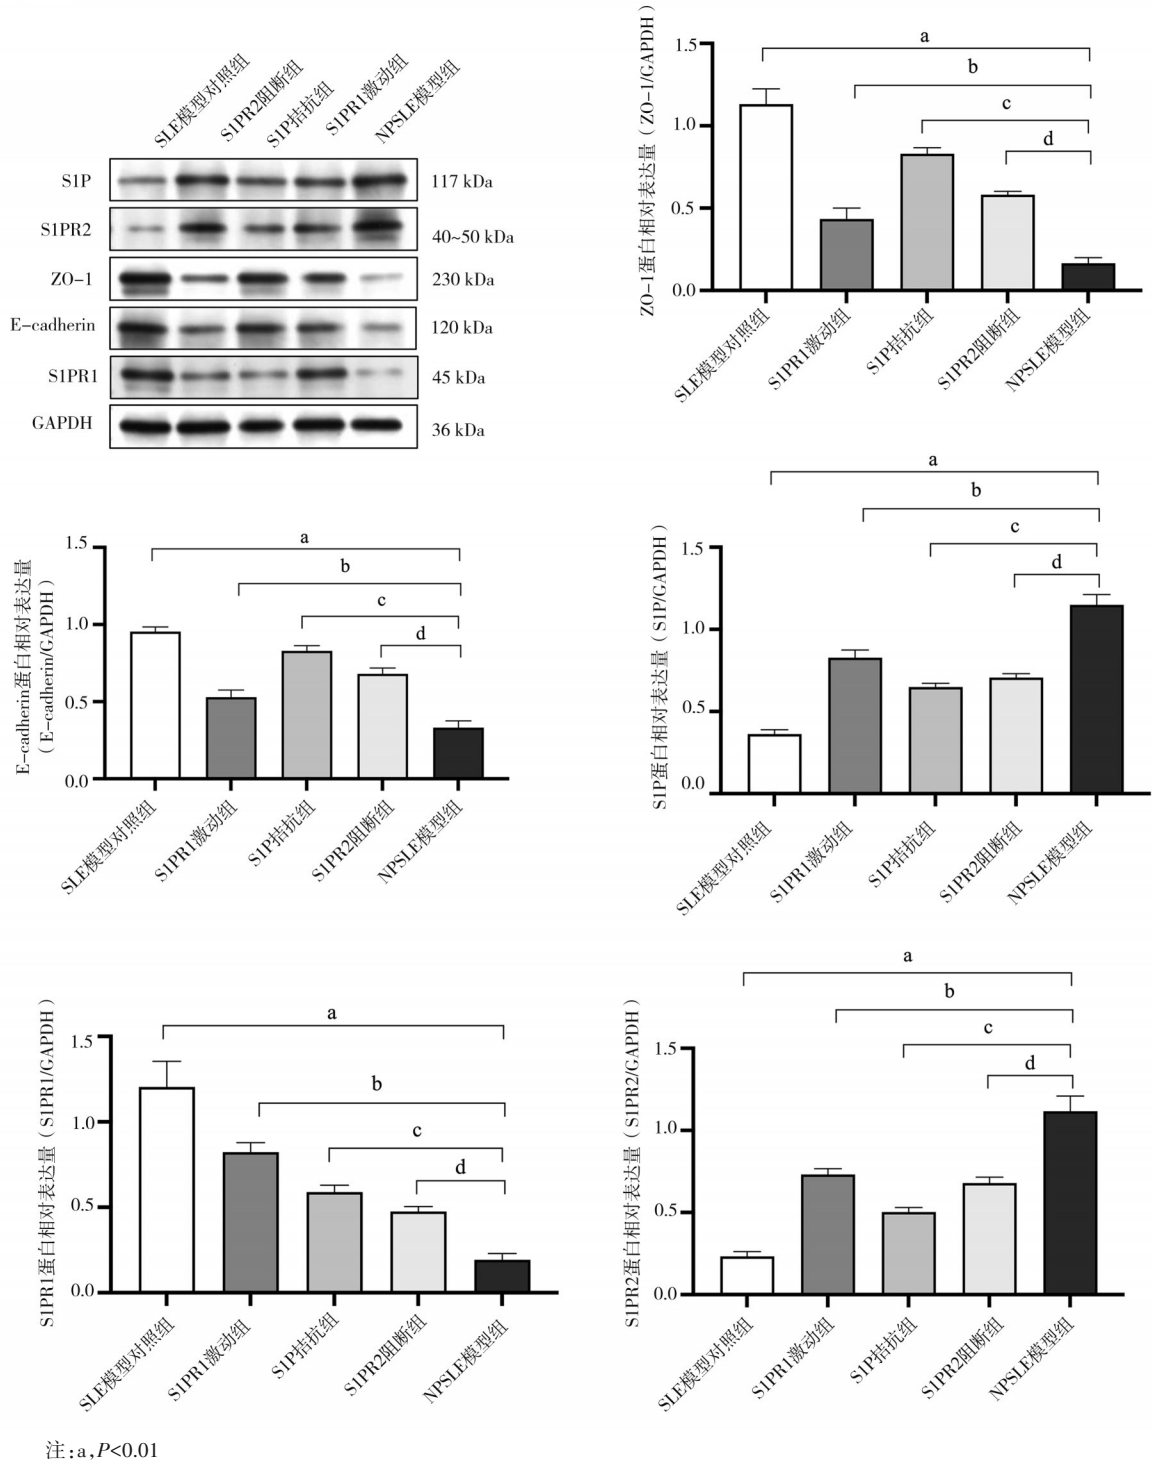 SLE模型对照组
S1PR2阻断组
S1P拮抗组
S1PR1激动组
NPSLE模型组
S1P
117 kDa
S1PR2
40~50 kDa
ZO-1
230 kDa
E-cadherin
120 kDa
S1PR1
45 kDa
GAPDH
36 kDa
ZO-1蛋白相对表达量（ZO-1/GAPDH）
1.5
1.0
0.5
0.0
a
b
c
d
SLE模型对照组
S1PR1激动组
S1P拮抗组
S1PR2阻断组
NPSLE模型组
E-cadherin蛋白相对表达量
（E-cadherin/GAPDH）
1.5
1.0
0.5
0.0
a
b
c
d
SLE模型对照组
S1PR1激动组
S1P拮抗组
S1PR2阻断组
NPSLE模型组
S1P蛋白相对表达量（S1P/GAPDH）
1.5
1.0
0.5
0.0
a
b
c
d
SLE模型对照组
S1PR1激动组
S1P拮抗组
S1PR2阻断组
NPSLE模型组
S1PR1蛋白相对表达量（S1PR1/GAPDH）
1.5
1.0
0.5
0.0
a
b
c
d
SLE模型对照组
S1PR1激动组
S1P拮抗组
S1PR2阻断组
NPSLE模型组
S1PR2蛋白相对表达量（S1PR2/GAPDH）
1.5
1.0
0.5
0.0
a
b
c
d
SLE模型对照组
S1PR1激动组
S1P拮抗组
S1PR2阻断组
NPSLE模型组
注:a,P<0.01